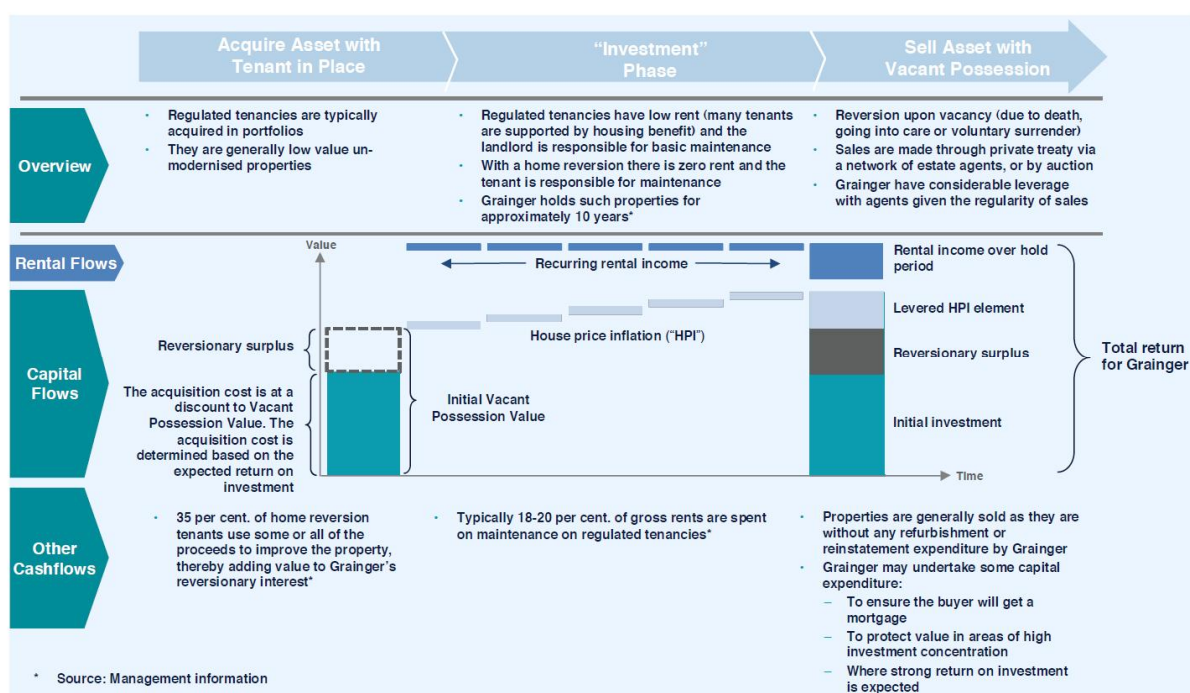 Acquire Asset with
Tenant in Place
“Investment”
Phase
Sell Asset with
Vacant Possession
Overview
• Regulated tenancies are typically
acquired in portfolios
• They are generally low value un-
modernised properties
• Regulated tenancies have low rent (many tenants
are supported by housing benefit) and the
landlord is responsible for basic maintenance
• With a home reversion there is zero rent and the
tenant is responsible for maintenance
• Grainger holds such properties for
approximately 10 years*
• Reversion upon vacancy (due to death,
going into care or voluntary surrender)
• Sales are made through private treaty via
a network of estate agents, or by auction
• Grainger have considerable leverage
with agents given the regularity of sales
Rental Flows
Value
Recurring rental income
Rental income over hold
period
Capital
Flows
Reversionary surplus
The acquisition cost is at a
discount to Vacant
Possession Value. The
acquisition cost is
determined based on the
expected return on
investment
Initial Vacant
Possession Value
House price inflation (“HPI”)
Levered HPI element
Reversionary surplus
Initial investment
Total return
for Grainger
Time
Other
Cashflows
• 35 per cent. of home reversion
tenants use some or all of the
proceeds to improve the property,
thereby adding value to Grainger’s
reversionary interest*
• Typically 18-20 per cent. of gross rents are spent
on maintenance on regulated tenancies*
• Properties are generally sold as they are
without any refurbishment or
reinstatement expenditure by Grainger
• Grainger may undertake some capital
expenditure:
– To ensure the buyer will get a
mortgage
– To protect value in areas of high
investment concentration
– Where strong return on investment
is expected
* Source: Management information